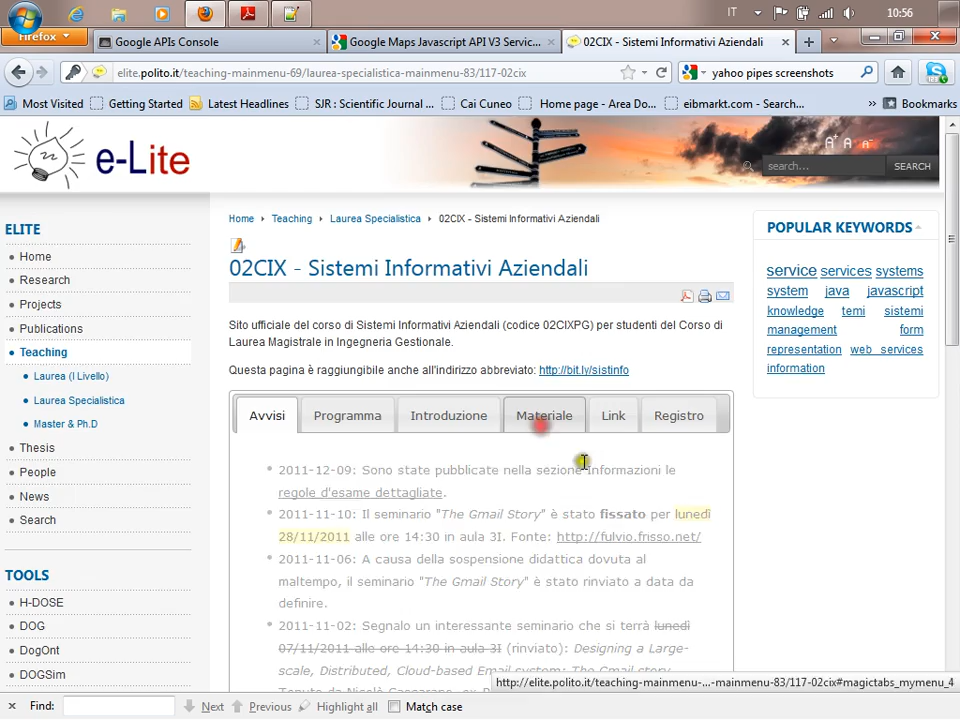 IT 10:56
Firefox
Google APIs Console
Google Maps Javascript API V3 Servic...
02CIX - Sistemi Informativi Aziendali
elite.polito.it/teaching-mainmenu-69/laurea-specialistica-mainmenu-83/117-02cix
yahoo pipes screenshots
Most Visited Getting Started Latest Headlines SJR : Scientific Journal ... Cai Cuneo Home page - Area Do... eibmarkt.com - Search... » Bookmarks
e-Lite
A+ A A-
search... SEARCH
Home Teaching Laurea Specialistica 02CIX - Sistemi Informativi Aziendali
ELITE
Home
Research
Projects
Publications
Teaching
Laurea (I Livello)
Laurea Specialistica
Master & Ph.D
Thesis
People
News
Search
TOOLS
H-DOSE
DOG
DogOnt
DOGSim
02CIX - Sistemi Informativi Aziendali
Sito ufficiale del corso di Sistemi Informativi Aziendali (codice 02CIXPG) per studenti del Corso di
Laurea Magistrale in Ingegneria Gestionale.
Questa pagina è raggiungibile anche all'indirizzo abbreviato: http://bit.ly/sistinfo
Avvisi Programma Introduzione Materiale Link Registro
2011-12-09: Sono state pubblicate nella sezione Informazioni le
regole d'esame dettagliate.
2011-11-10: Il seminario "The Gmail Story" è stato fissato per lunedì
28/11/2011 alle ore 14:30 in aula 3I. Fonte: http://fulvio.frisso.net/
2011-11-06: A causa della sospensione didattica dovuta al
maltempo, il seminario "The Gmail Story" è stato rinviato a data da
definire.
2011-11-02: Segnalo un interessante seminario che si terrà lunedì
07/11/2011 alle ore 14:30 in aula 3I (rinviato): Designing a Large-
scale, Distributed, Cloud-based Email system: The Gmail story
POPULAR KEYWORDS
service services systems
system java javascript
knowledge temi sistemi
management form
representation web services
information
http://elite.polito.it/teaching-mainmenu-...-mainmenu-83/117-02cix#magictabs_mymenu_4
Find: Next Previous Highlight all Match case